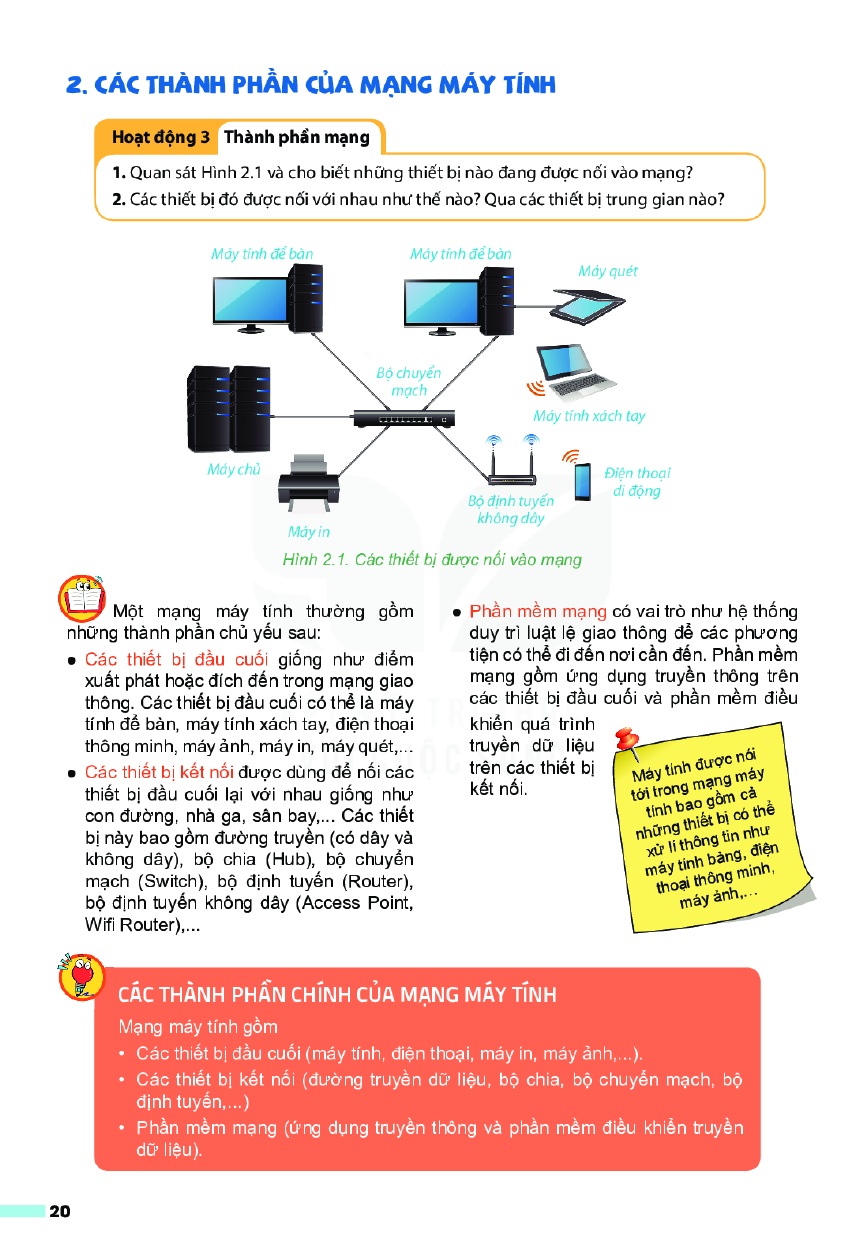 2. CÁC THÀNH PHẦN CỦA MẠNG MÁY TÍNH
Hoạt động 3 Thành phần mạng
1. Quan sát Hình 2.1 và cho biết những thiết bị nào đang được nối vào mạng?
2. Các thiết bị đó được nối với nhau như thế nào? Qua các thiết bị trung gian nào?
Máy tính để bàn
Máy tính để bàn
Máy quét
Bộ chuyển
mạch
Máy tính xách tay
Máy chủ
Điện thoại
di động
Bộ định tuyến
không dây
Máy in
Hình 2.1. Các thiết bị được nối vào mạng
Một mạng máy tính thường gồm
những thành phần chủ yếu sau:
• Các thiết bị đầu cuối giống như điểm
xuất phát hoặc đích đến trong mạng giao
thông. Các thiết bị đầu cuối có thể là máy
tính để bàn, máy tính xách tay, điện thoại
thông minh, máy ảnh, máy in, máy quét,...
• Các thiết bị kết nối được dùng để nối các
thiết bị đầu cuối lại với nhau giống như
con đường, nhà ga, sân bay,... Các thiết
bị này bao gồm đường truyền (có dây và
không dây), bộ chia (Hub), bộ chuyển
mạch (Switch), bộ định tuyến (Router),
bộ định tuyến không dây (Access Point,
Wifi Router),...
• Phần mềm mạng có vai trò như hệ thống
duy trì luật lệ giao thông để các phương
tiện có thể đi đến nơi cần đến. Phần mềm
mạng gồm ứng dụng truyền thông trên
các thiết bị đầu cuối và phần mềm điều
khiển quá trình
truyền dữ liệu
trên các thiết bị
kết nối.
Máy tính được nối
tới trong mạng máy
tính bao gồm cả
những thiết bị có thể
xử lí thông tin như
máy tính bảng, điện
thoại thông minh,
máy ảnh,...
CÁC THÀNH PHẦN CHÍNH CỦA MẠNG MÁY TÍNH
Mạng máy tính gồm
• Các thiết bị đầu cuối (máy tính, điện thoại, máy in, máy ảnh,...).
• Các thiết bị kết nối (đường truyền dữ liệu, bộ chia, bộ chuyển mạch, bộ
định tuyến,...)
• Phần mềm mạng (ứng dụng truyền thông và phần mềm điều khiển truyền
dữ liệu).
20